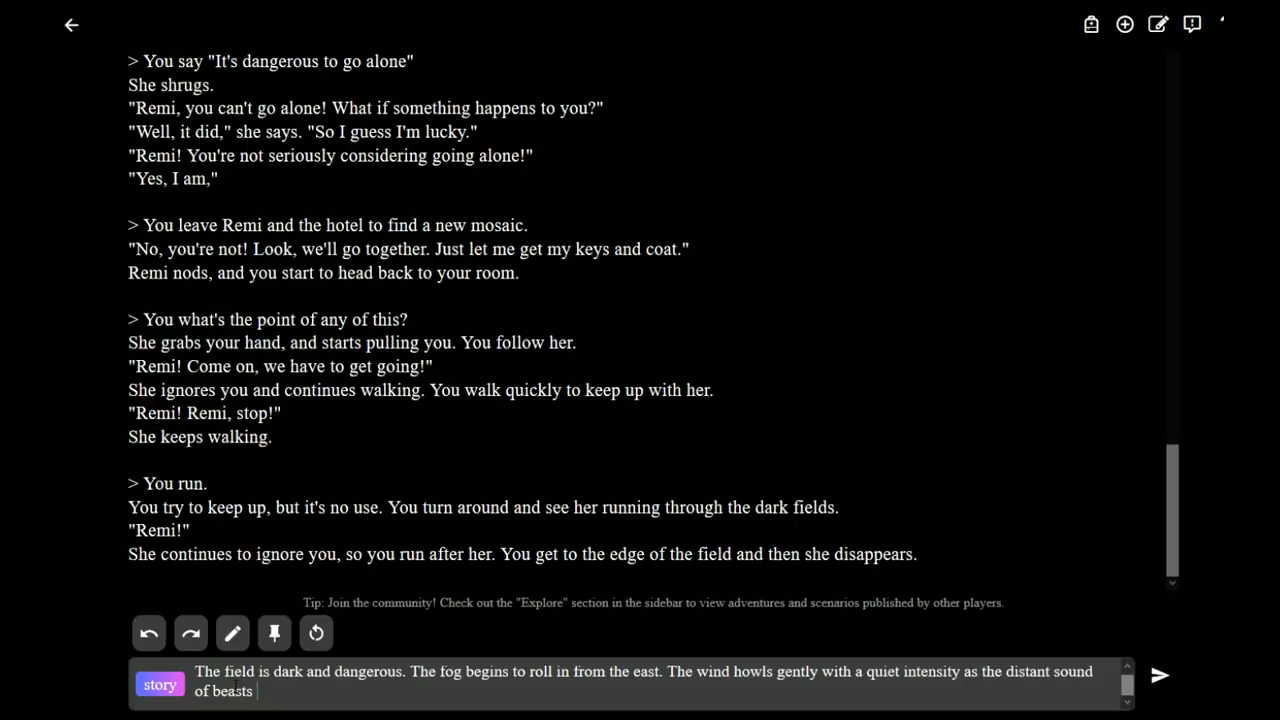 > You say "It's dangerous to go alone"
She shrugs.
"Remi, you can't go alone! What if something happens to you?"
"Well, it did," she says. "So I guess I'm lucky."
"Remi! You're not seriously considering going alone!"
"Yes, I am,"
> You leave Remi and the hotel to find a new mosaic.
"No, you're not! Look, we'll go together. Just let me get my keys and coat."
Remi nods, and you start to head back to your room.
> You what's the point of any of this?
She grabs your hand, and starts pulling you. You follow her.
"Remi! Come on, we have to get going!"
She ignores you and continues walking. You walk quickly to keep up with her.
"Remi! Remi, stop!"
She keeps walking.
> You run.
You try to keep up, but it's no use. You turn around and see her running through the dark fields.
"Remi!"
She continues to ignore you, so you run after her. You get to the edge of the field and then she disappears.
Tip: Join the community! Check out the "Explore" section in the sidebar to view adventures and scenarios published by other players.
story
The field is dark and dangerous. The fog begins to roll in from the east. The wind howls gently with a quiet intensity as the distant sound
of beasts